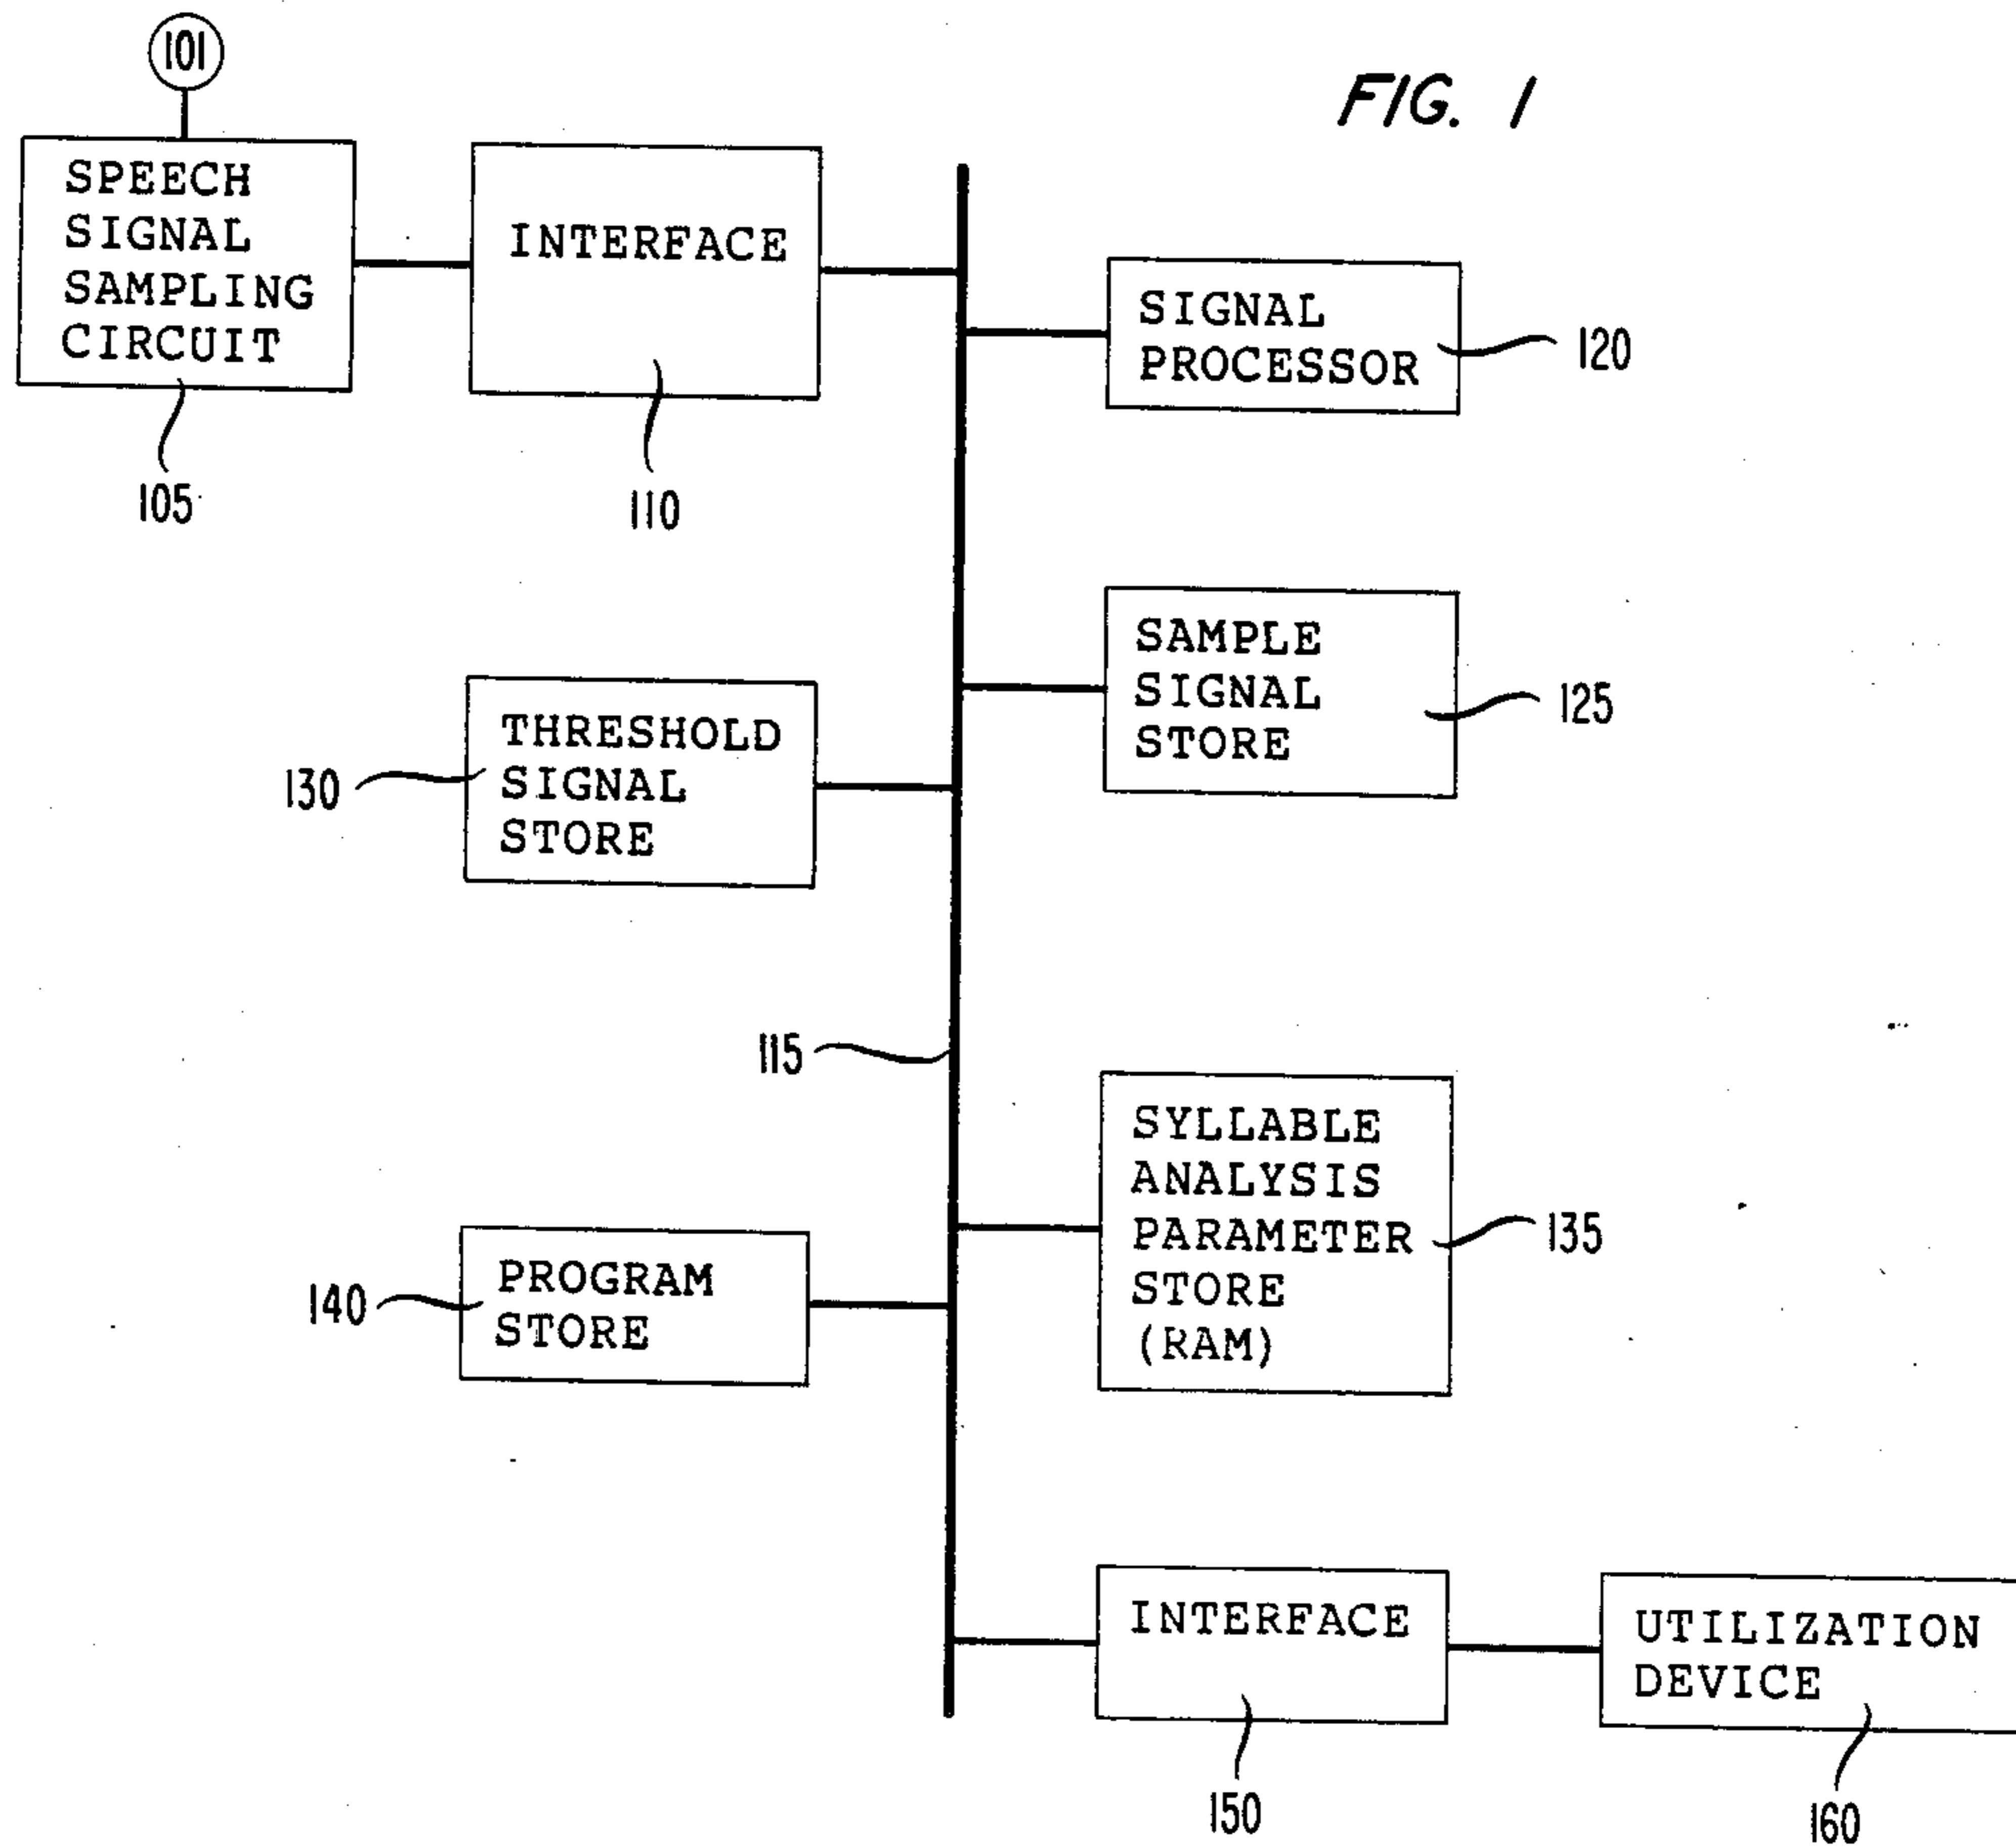 101
FIG. 1
SPEECH
SIGNAL
SAMPLING
CIRCUIT
105
INTERFACE
110
SIGNAL
PROCESSOR
120
SAMPLE
SIGNAL
STORE
125
THRESHOLD
SIGNAL
STORE
130
115
SYLLABLE
ANALYSIS
PARAMETER
STORE
(RAM)
135
PROGRAM
STORE
140
INTERFACE
150
UTILIZATION
DEVICE
160